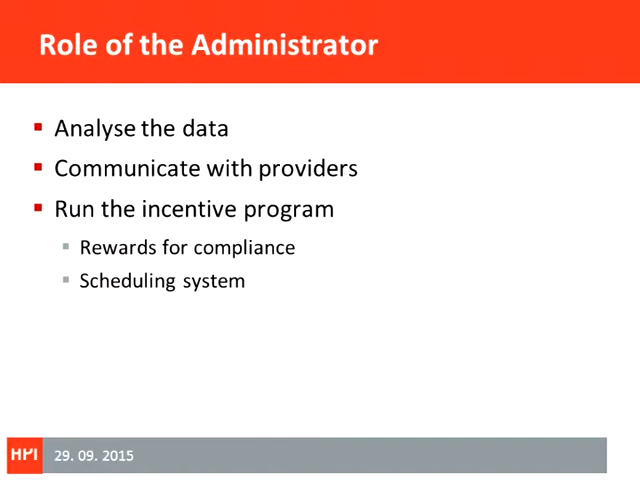 Role of the Administrator
Analyse the data
Communicate with providers
Run the incentive program
Rewards for compliance
Scheduling system
HPI 29. 09. 2015